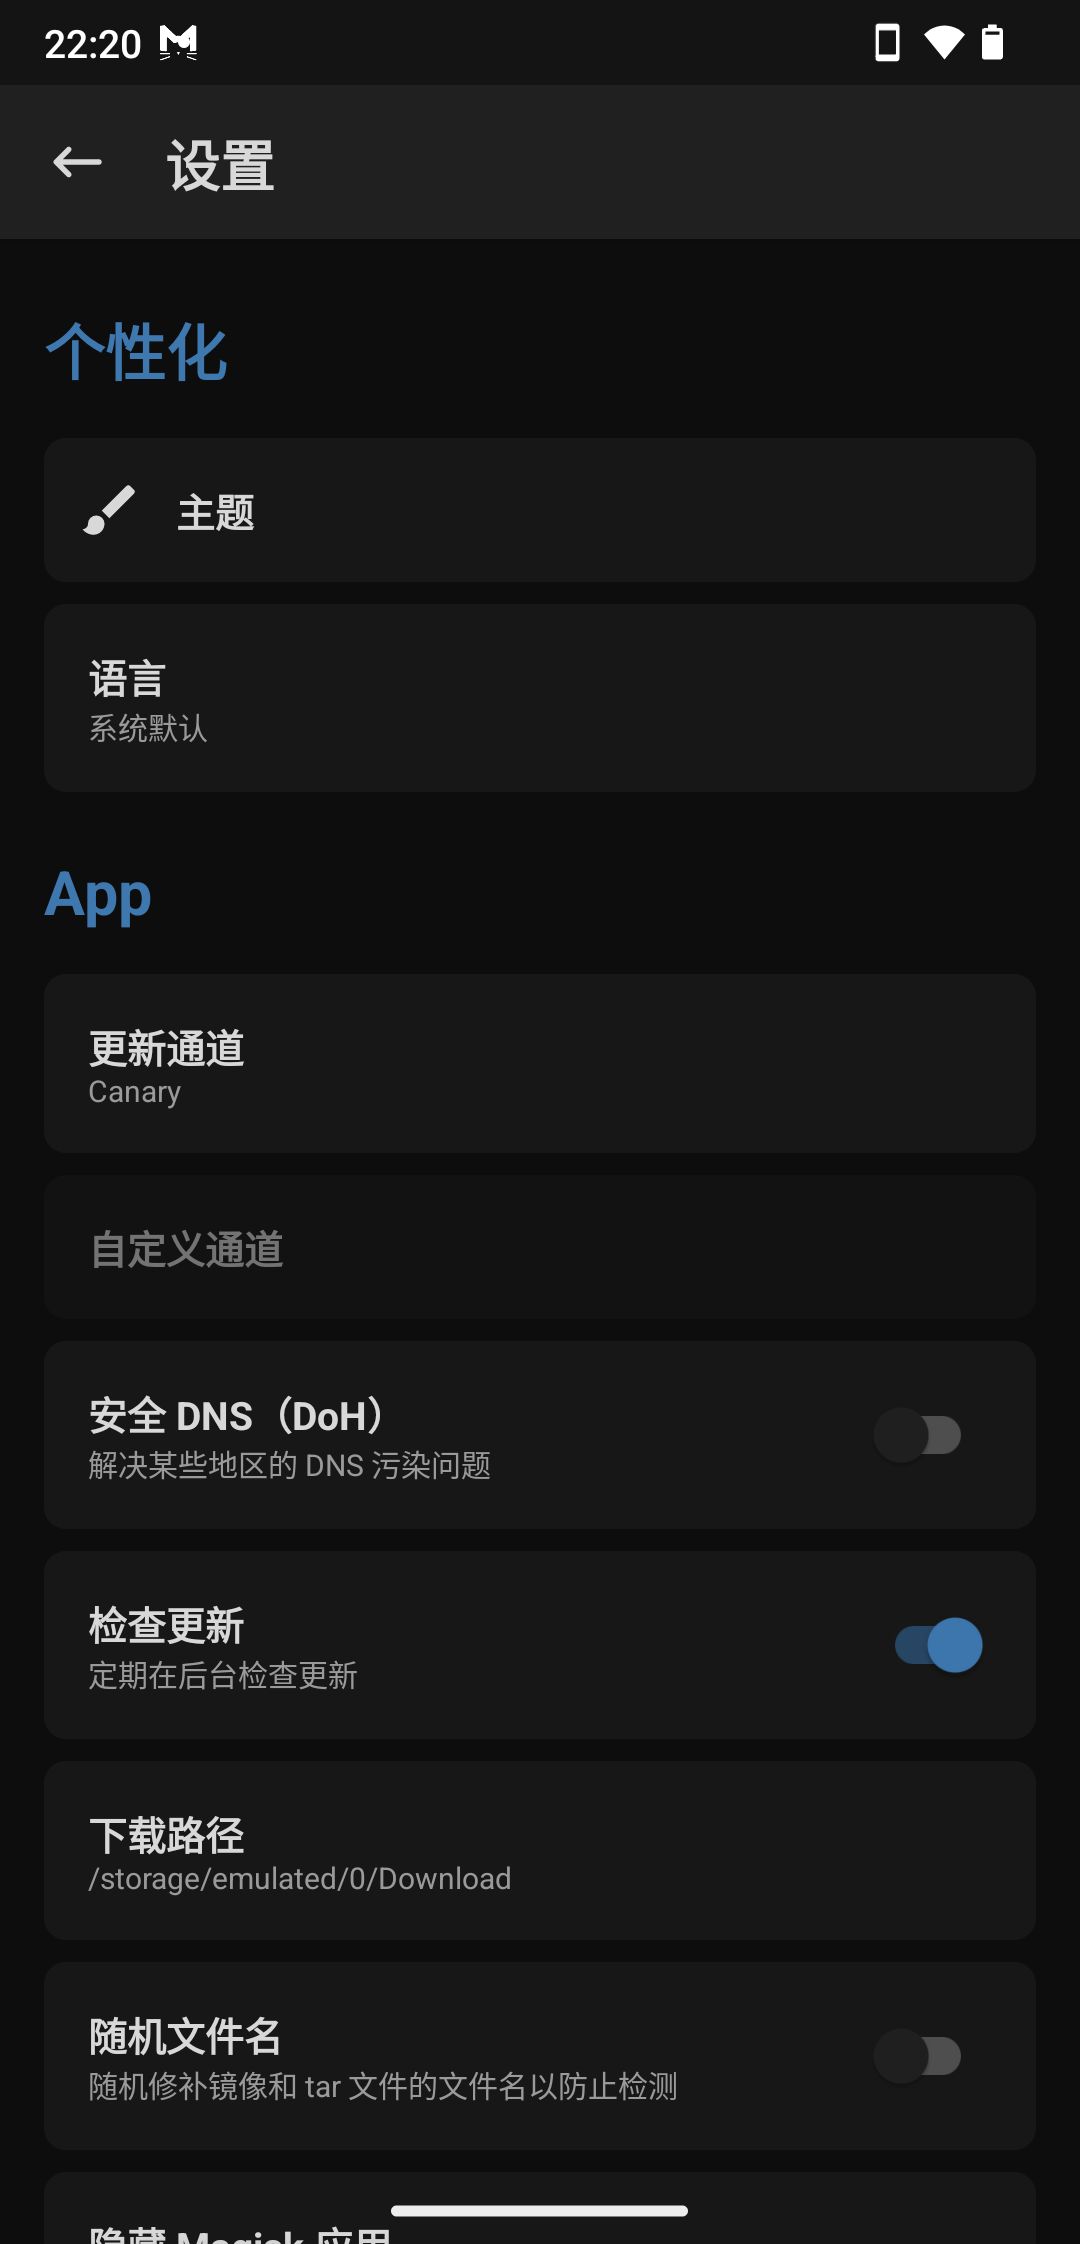 22:20
设置
个性化
主题
语言
系统默认
App
更新通道
Canary
自定义通道
安全 DNS（DoH）
解决某些地区的 DNS 污染问题
检查更新
定期在后台检查更新
下载路径
/storage/emulated/0/Download
随机文件名
随机修补镜像和 tar 文件的文件名以防止检测
隐藏 Magisk 应用